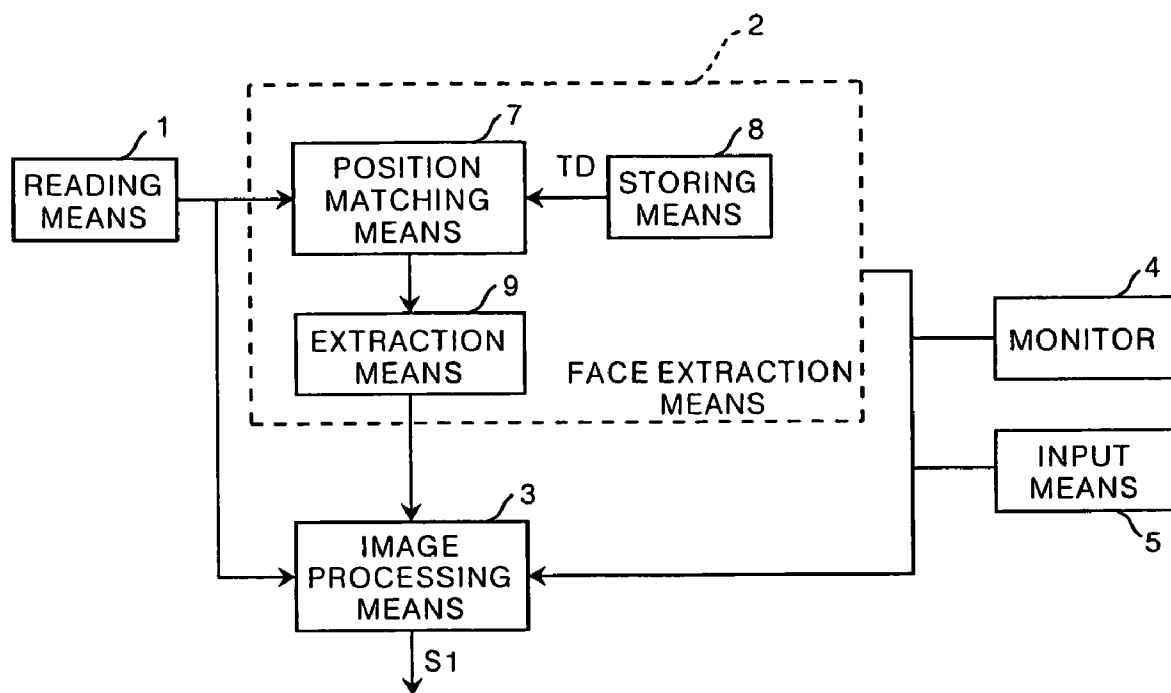 2
1
READING
MEANS
7
POSITION
MATCHING
MEANS
TD
8
STORING
MEANS
9
EXTRACTION
MEANS
FACE EXTRACTION
MEANS
4
MONITOR
INPUT
MEANS
5
3
IMAGE
PROCESSING
MEANS
S1